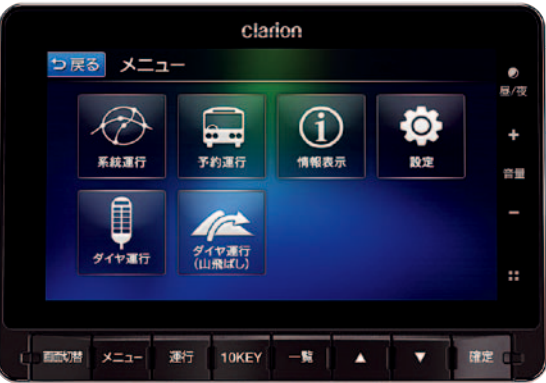 clarion
戻る メニュー
昼/夜
系統運行 予約運行 情報表示 設定
+
音量
−
ダイヤ運行 ダイヤ運行
(山飛ばし)
画面切替 メニュー 運行 10KEY 一覧 ▲ ▼ 確定